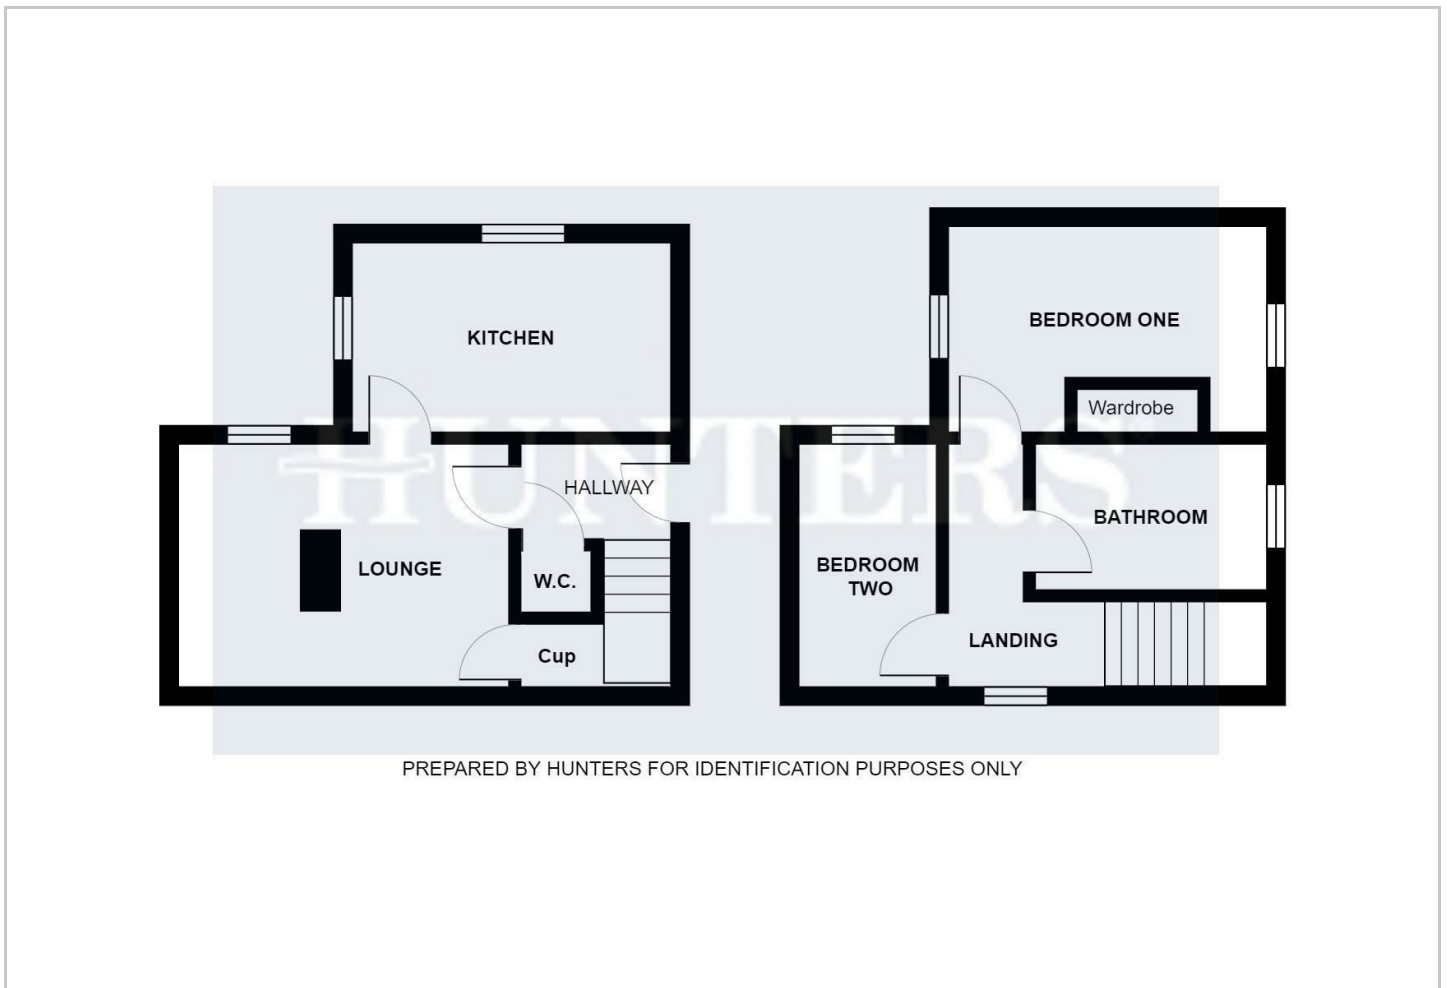 KITCHEN
HALLWAY
LOUNGE
W.C.
Cup
BEDROOM ONE
Wardrobe
BATHROOM
BEDROOM
TWO
LANDING
HUNTERS®
PREPARED BY HUNTERS FOR IDENTIFICATION PURPOSES ONLY